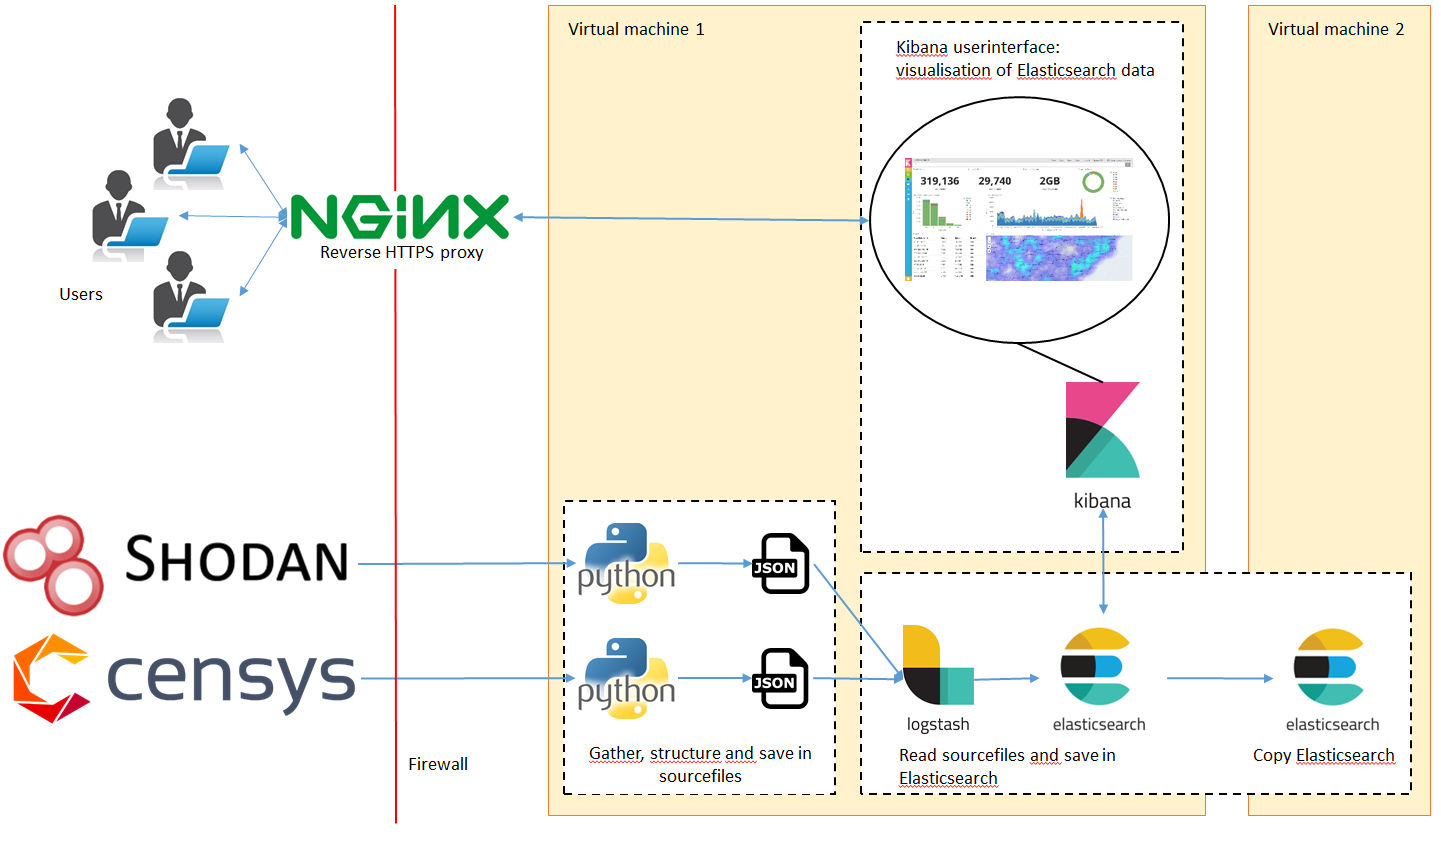 Virtual machine 1
Virtual machine 2
Kibana userinterface:
visualisation of Elasticsearch data
319,136
29,740
2GB
NGINX
Reverse HTTPS proxy
Users
kibana
SHODAN
python
JSON
censys
python
JSON
logstash
elasticsearch
elasticsearch
Gather, structure and save in
sourcefiles
Read sourcefiles and save in
Elasticsearch
Copy Elasticsearch
Firewall